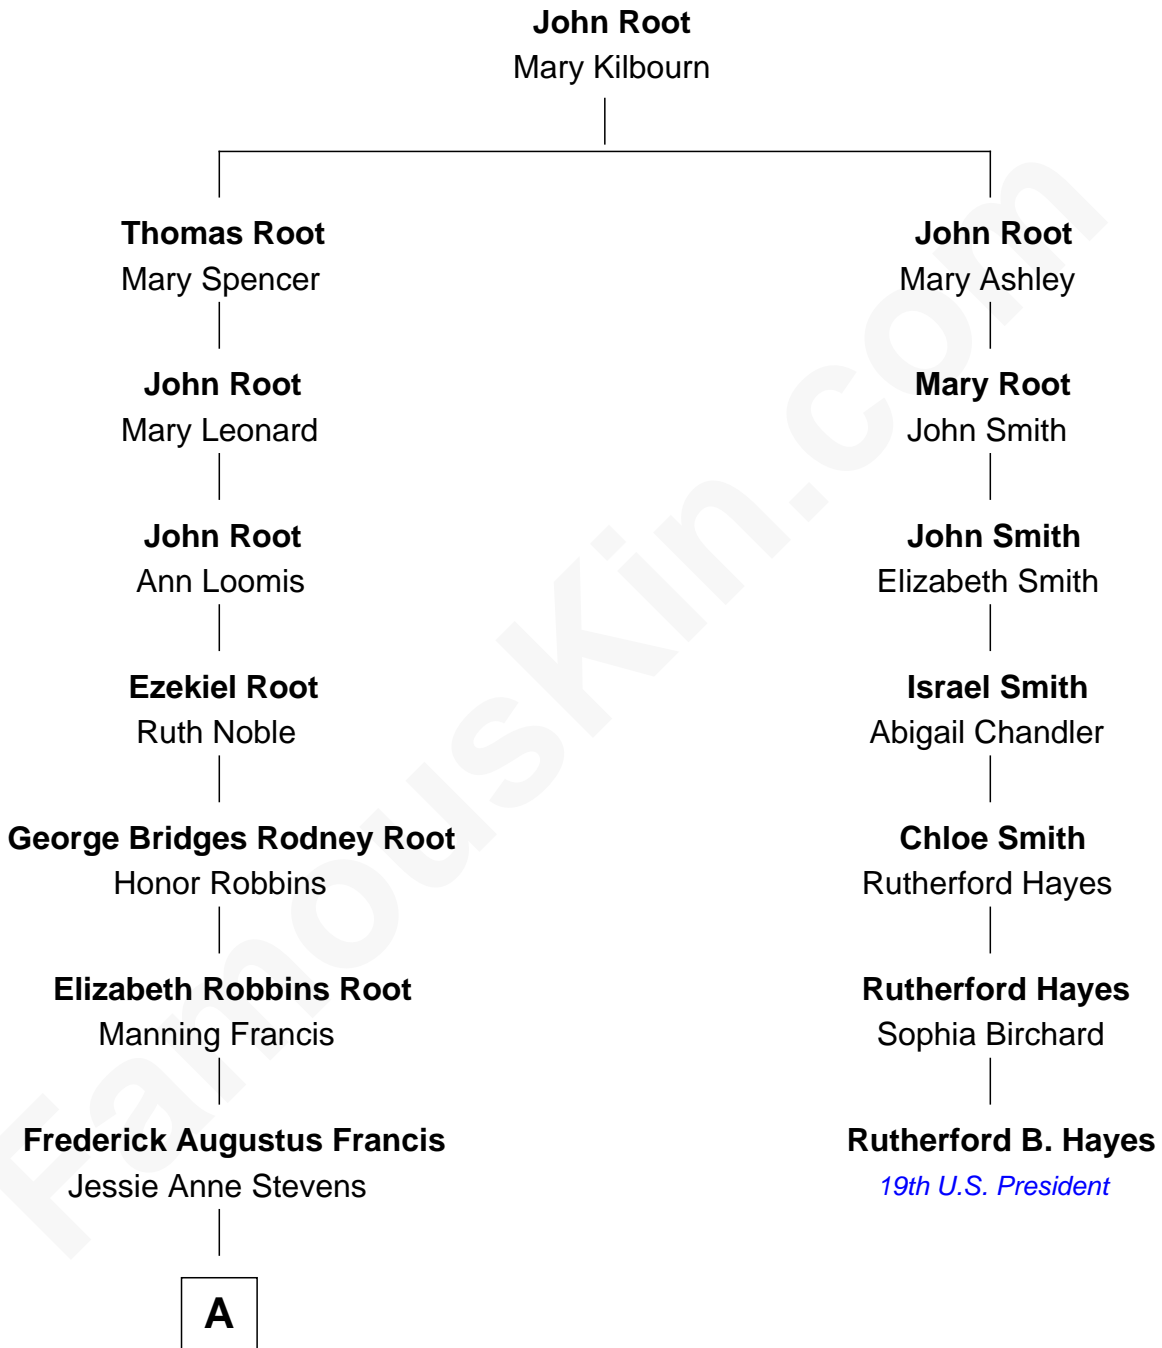 John Root
Mary Kilbourn
Thomas Root
Mary Spencer
John Root
Mary Leonard
John Root
Ann Loomis
Ezekiel Root
Ruth Noble
George Bridges Rodney Root
Honor Robbins
Elizabeth Robbins Root
Manning Francis
Frederick Augustus Francis
Jessie Anne Stevens
A
John Root
Mary Ashley
Mary Root
John Smith
John Smith
Elizabeth Smith
Israel Smith
Abigail Chandler
Chloe Smith
Rutherford Hayes
Rutherford Hayes
Sophia Birchard
Rutherford B. Hayes
19th U.S. President
FamousKin.com